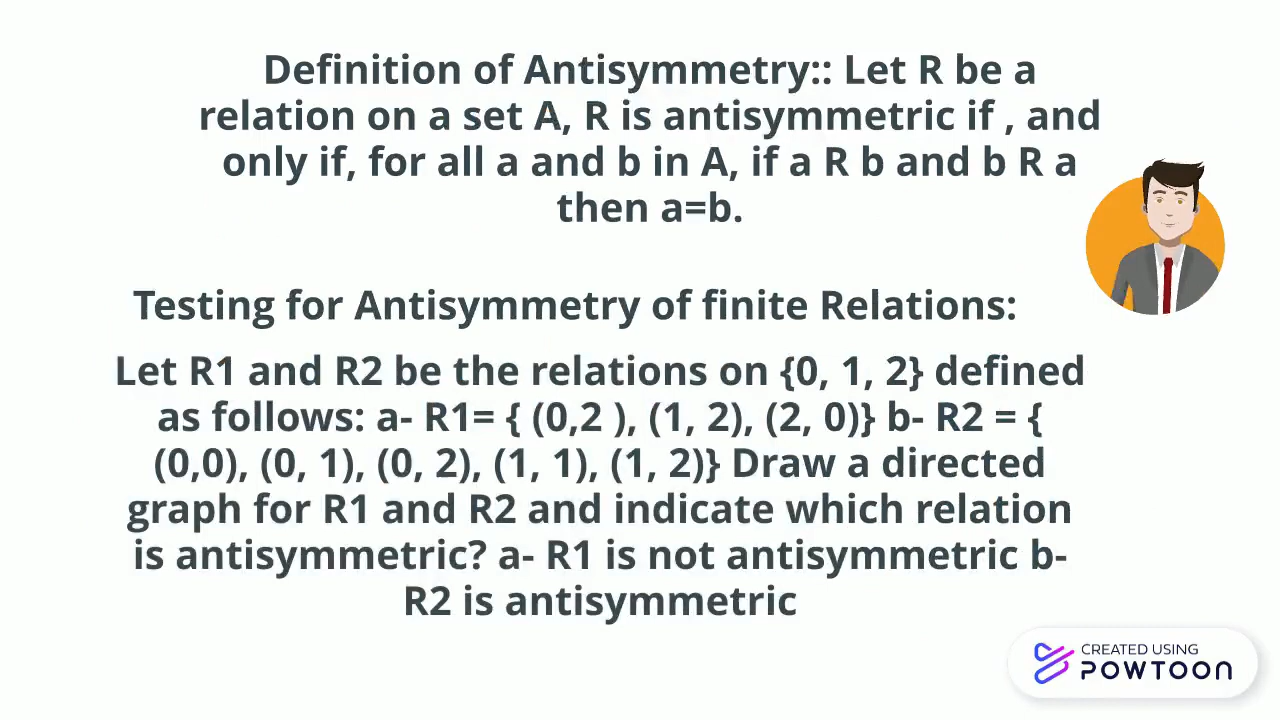 Definition of Antisymmetry:: Let R be a
relation on a set A, R is antisymmetric if , and
only if, for all a and b in A, if a R b and b R a
then a=b.
Testing for Antisymmetry of finite Relations:
Let R1 and R2 be the relations on {0, 1, 2} defined
as follows: a- R1= { (0,2 ), (1, 2), (2, 0)} b- R2 = {
(0,0), (0, 1), (0, 2), (1, 1), (1, 2)} Draw a directed
graph for R1 and R2 and indicate which relation
is antisymmetric? a- R1 is not antisymmetric b-
R2 is antisymmetric
CREATED USING
POWTOON